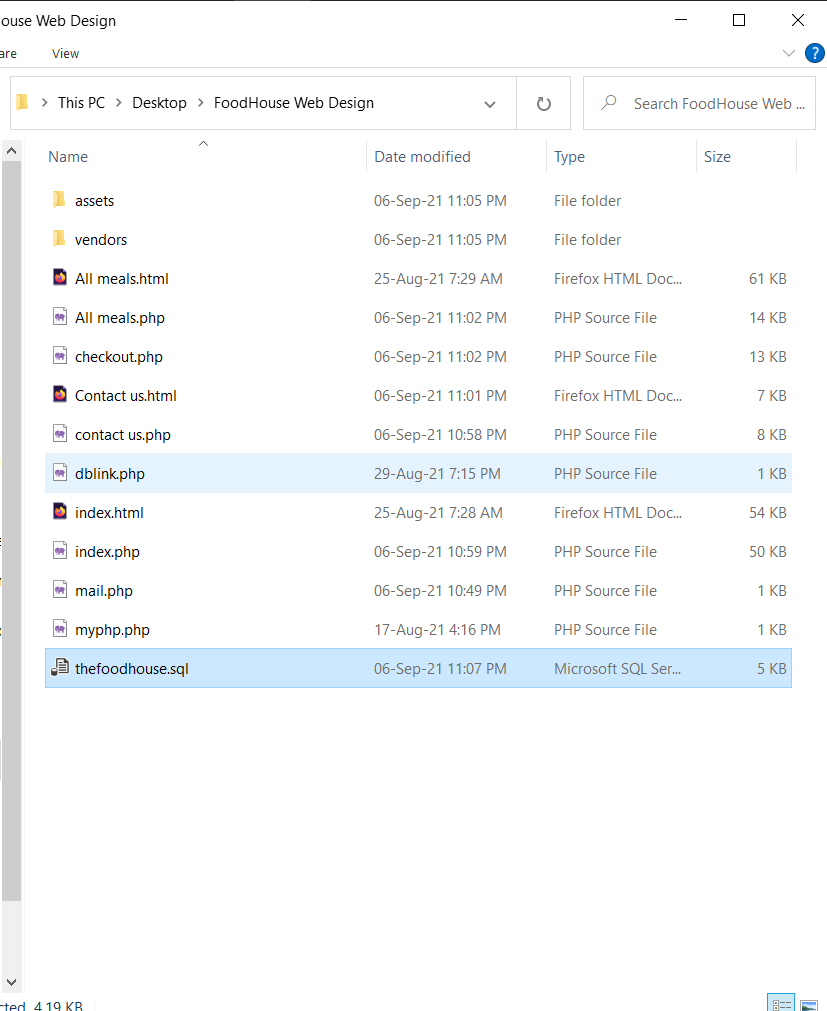 ouse Web Design
are View ?
This PC Desktop FoodHouse Web Design Search FoodHouse Web ...
Name Date modified Type Size
assets 06-Sep-21 11:05 PM File folder
vendors 06-Sep-21 11:05 PM File folder
All meals.html 25-Aug-21 7:29 AM Firefox HTML Doc... 61 KB
All meals.php 06-Sep-21 11:02 PM PHP Source File 14 KB
checkout.php 06-Sep-21 11:02 PM PHP Source File 13 KB
Contact us.html 06-Sep-21 11:01 PM Firefox HTML Doc... 7 KB
contact us.php 06-Sep-21 10:58 PM PHP Source File 8 KB
dblink.php 29-Aug-21 7:15 PM PHP Source File 1 KB
index.html 25-Aug-21 7:28 AM Firefox HTML Doc... 54 KB
index.php 06-Sep-21 10:59 PM PHP Source File 50 KB
mail.php 06-Sep-21 10:49 PM PHP Source File 1 KB
myphp.php 17-Aug-21 4:16 PM PHP Source File 1 KB
thefoodhouse.sql 06-Sep-21 11:07 PM Microsoft SQL Ser... 5 KB
cted 4.19 KB